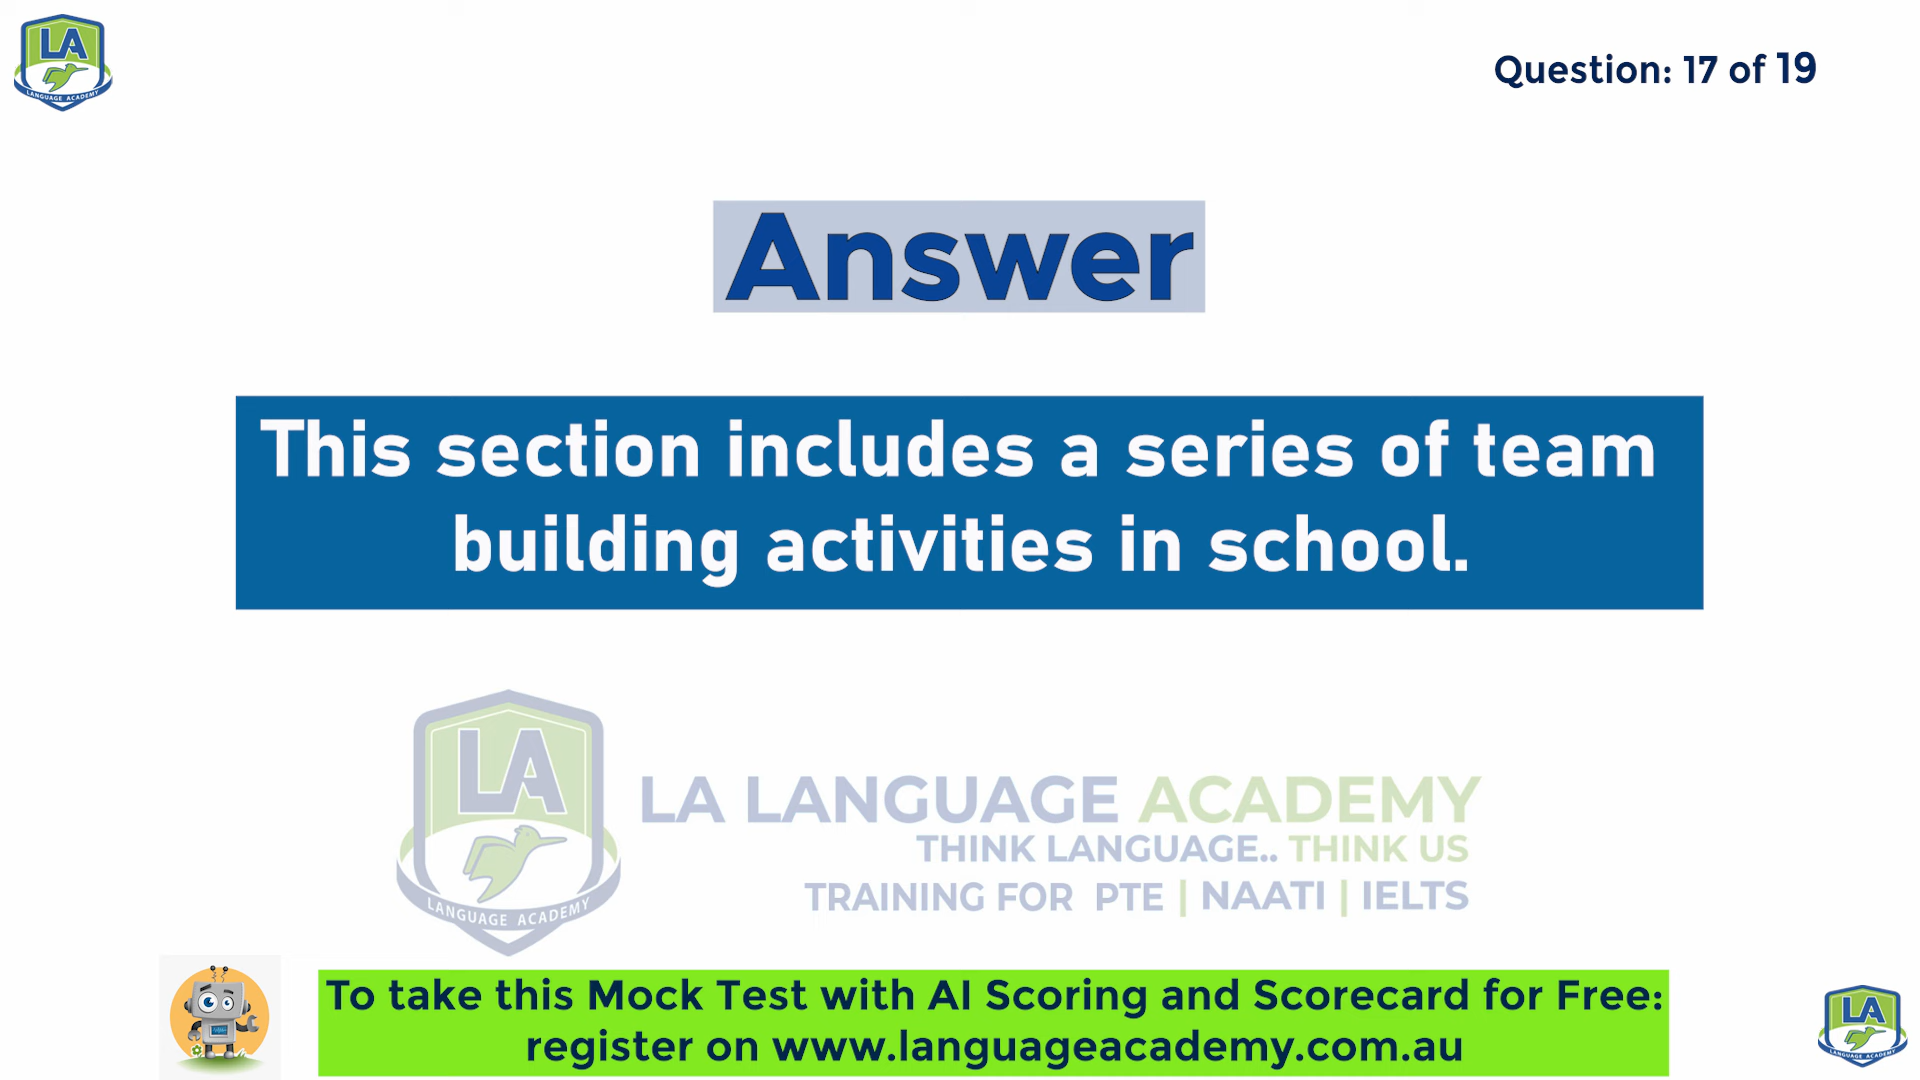 LA
LANGUAGE ACADEMY
Question: 17 of 19
Answer
This section includes a series of team
building activities in school.
LA
LANGUAGE ACADEMY
LA LANGUAGE ACADEMY
THINK LANGUAGE.. THINK US
TRAINING FOR PTE | NAATI | IELTS
To take this Mock Test with AI Scoring and Scorecard for Free:
register on www.languageacademy.com.au
LA
LANGUAGE ACADEMY